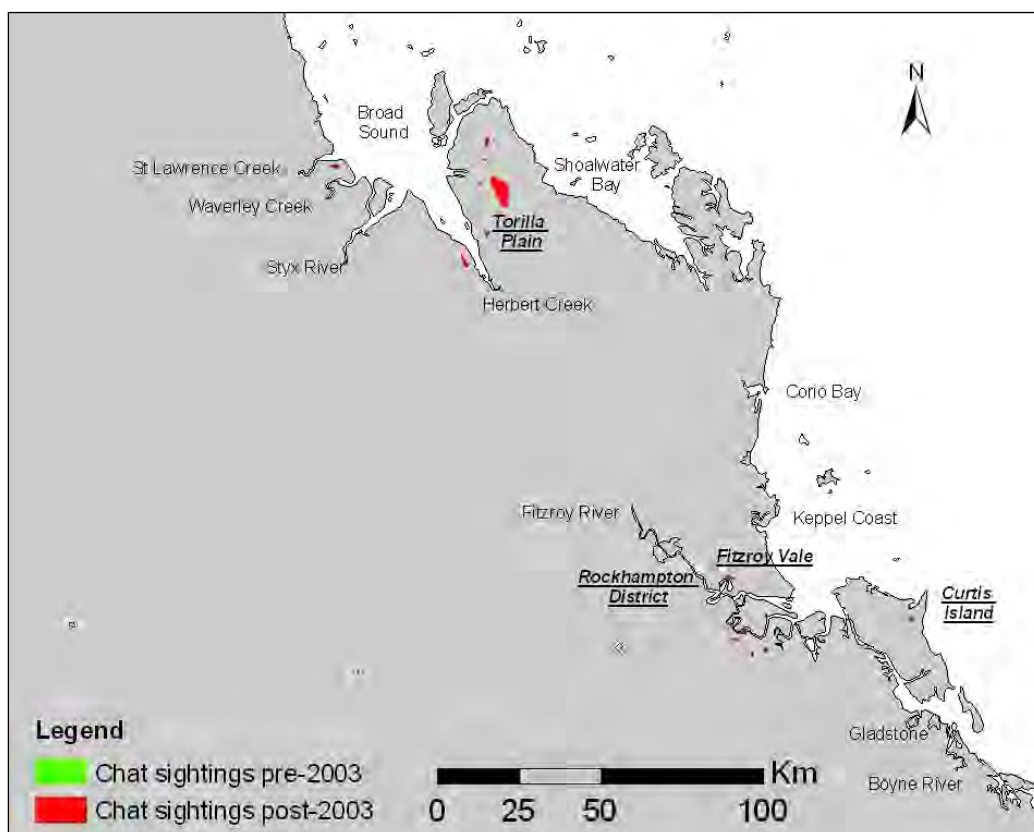 N
Broad
Sound
St Lawrence Creek
Shoalwater
Bay
Waverley Creek
Torilla
Plain
Styx River
Herbert Creek
Corio Bay
Fitzroy River
Keppel Coast
Fitzroy Vale
Rockhampton
District
Curtis
Island
Gladstone
Boyne River
Legend
Chat sightings pre-2003
Chat sightings post-2003
Km
0 25 50 100